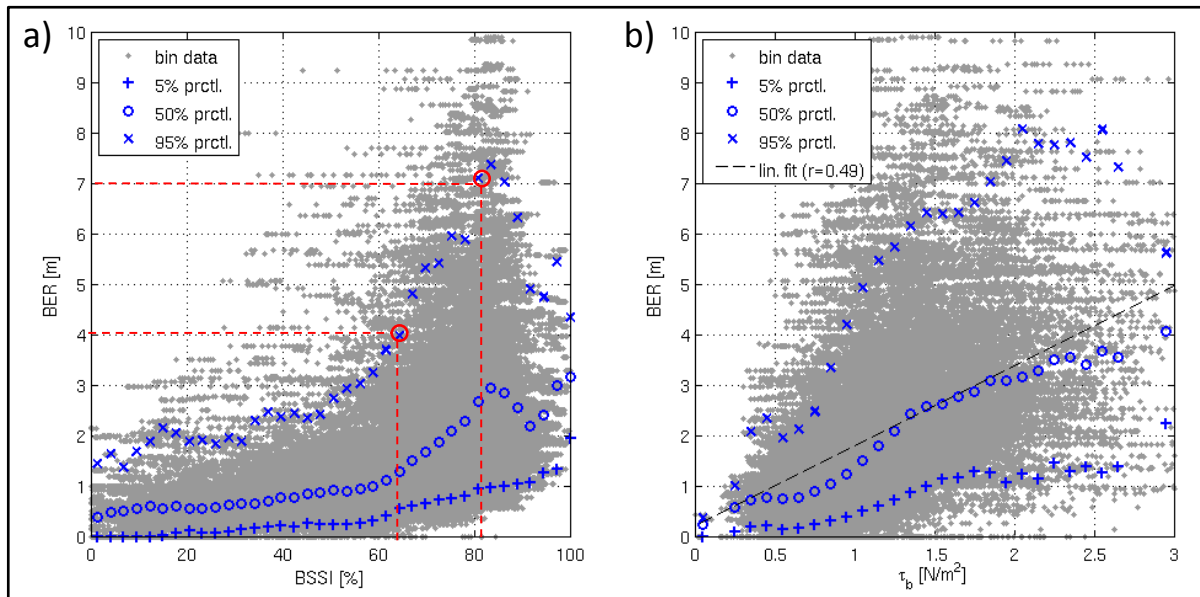 a)
bin data
5% prctl.
50% prctl.
95% prctl.
BER [m]
10
9
8
7
6
5
4
3
2
1
0
0 20 40 60 80 100
BSSI [%]
b)
bin data
5% prctl.
50% prctl.
95% prctl.
lin. fit (r=0.49)
BER [m]
10
9
8
7
6
5
4
3
2
1
0
0 0.5 1 1.5 2 2.5 3
τb [N/m²]